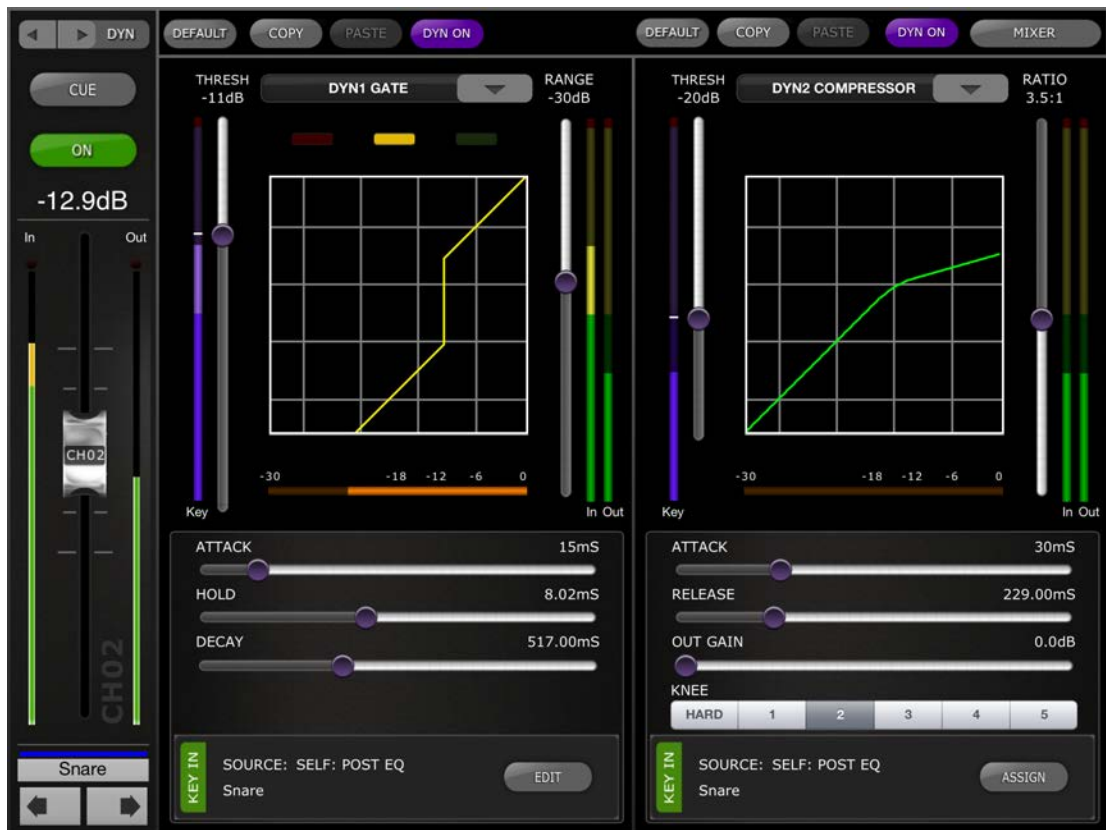 DYN
DEFAULT
COPY
PASTE
DYN ON
DEFAULT
COPY
PASTE
DYN ON
MIXER
CUE
ON
-12.9dB
In
Out
CH02
CH02
Snare
THRESH
-11dB
DYN1 GATE
RANGE
-30dB
-30 -18 -12 -6 0
Key
In Out
ATTACK 15mS
HOLD 8.02mS
DECAY 517.00mS
KEY IN
SOURCE: SELF: POST EQ
Snare
EDIT
THRESH
-20dB
DYN2 COMPRESSOR
RATIO
3.5:1
-30 -18 -12 -6 0
Key
In Out
ATTACK 30mS
RELEASE 229.00mS
OUT GAIN 0.0dB
KNEE
HARD 1 2 3 4 5
KEY IN
SOURCE: SELF: POST EQ
Snare
ASSIGN